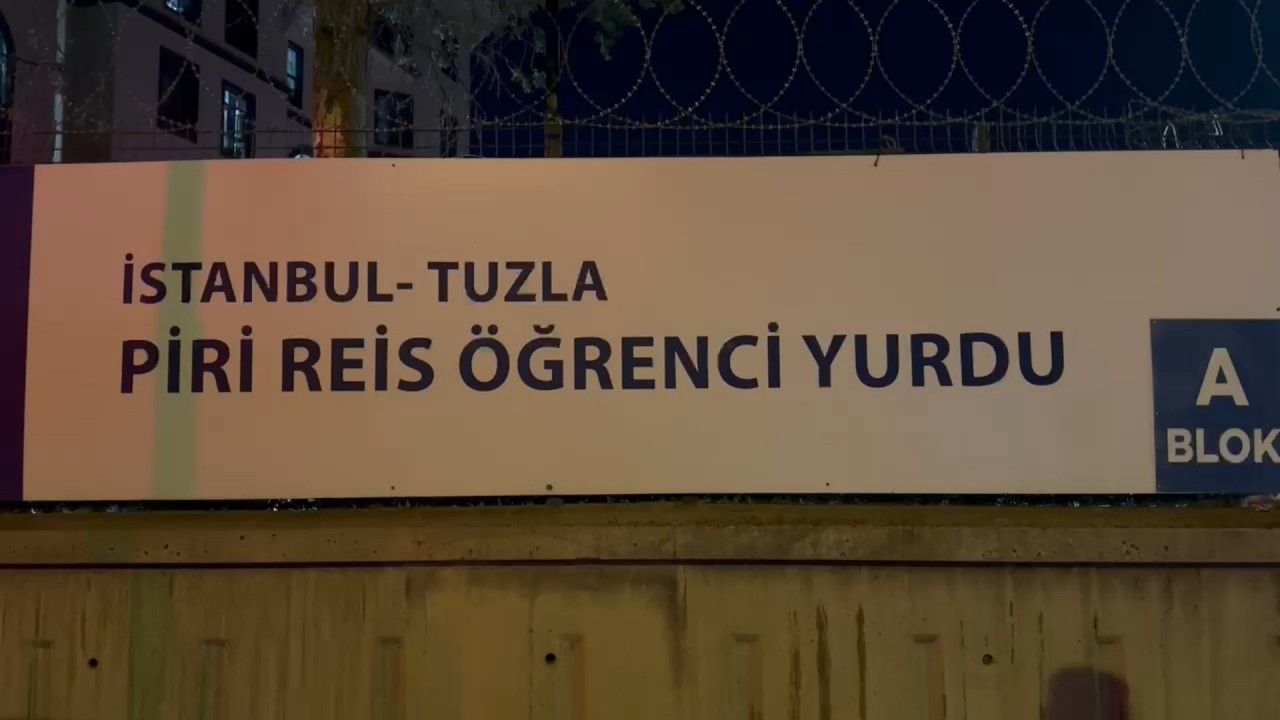 İSTANBUL- TUZLA
PİRİ REİS ÖĞRENCİ YURDU
A
BLOK